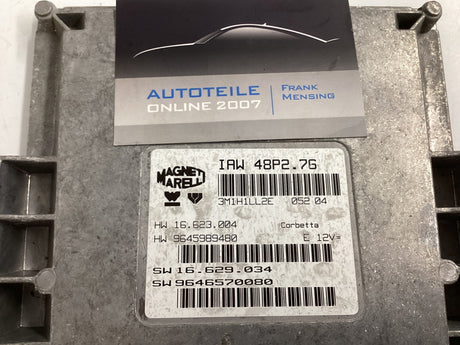 AUTOTEILE
ONLINE 2007
FRANK
MENSING
MAGNETI
MARELLI
IAW 48P2.76
3M1H1LL2E 052 04
HW 16.623.004 Corbetta
HW 9645989480 E 12V=
SW 16.629.034
SW 9646570080